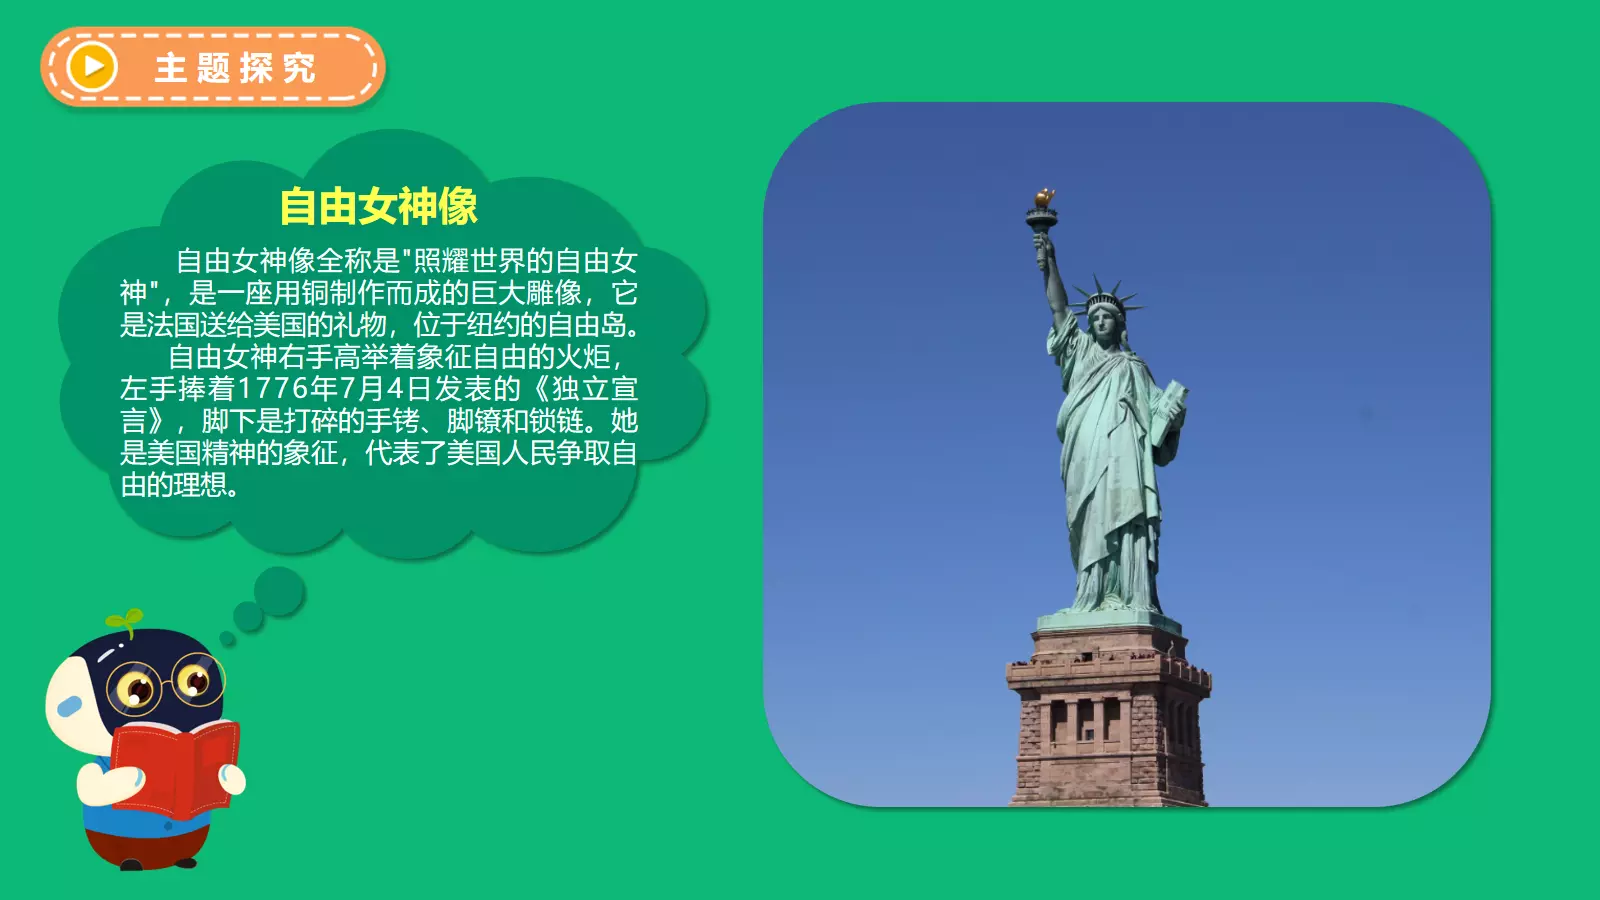 主题探究
自由女神像
自由女神像全称是"照耀世界的自由女
神"，是一座用铜制作而成的巨大雕像，它
是法国送给美国的礼物，位于纽约的自由岛。
自由女神右手高举着象征自由的火炬，
左手捧着1776年7月4日发表的《独立宣
言》，脚下是打碎的手铐、脚镣和锁链。她
是美国精神的象征，代表了美国人民争取自
由的理想。